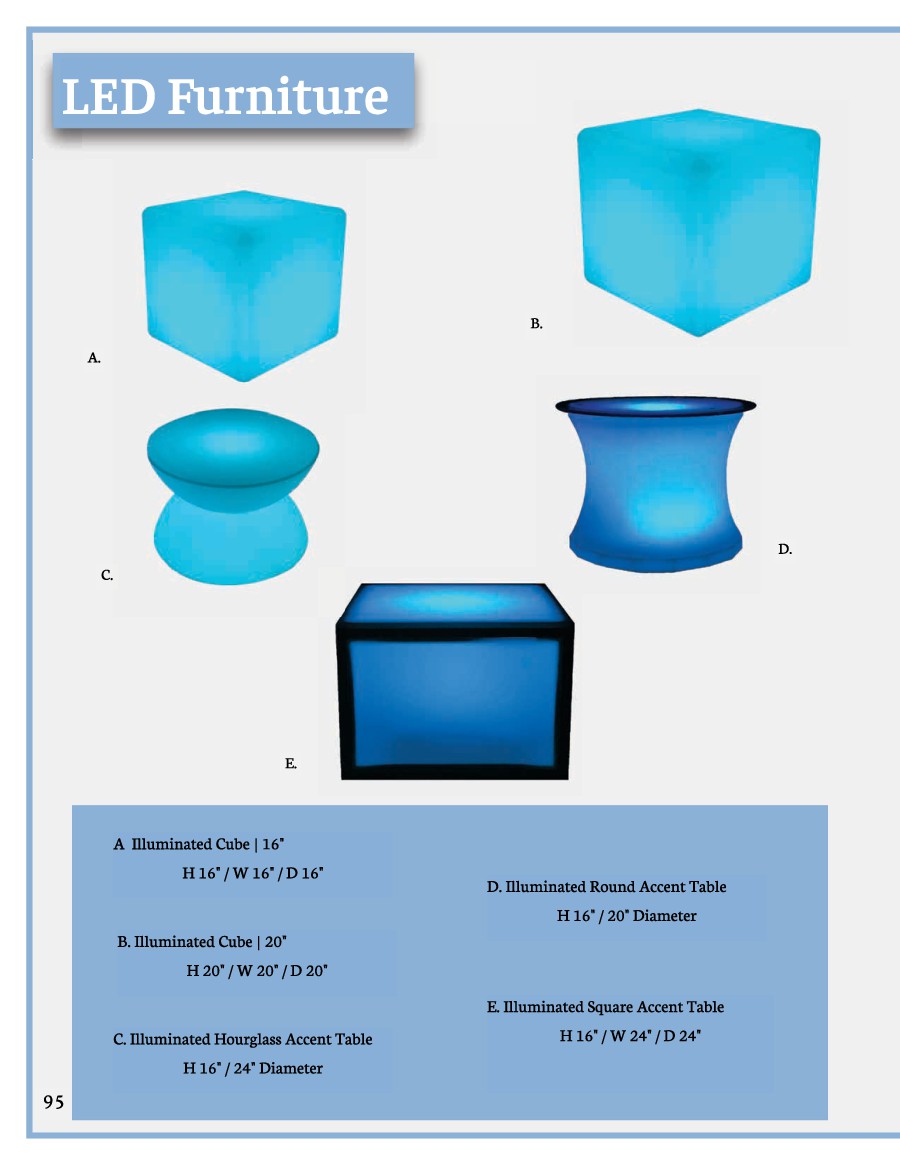 LED Furniture
B.
A.
D.
C.
E.
A Illuminated Cube | 16"
H 16" / W 16" / D 16"
B. Illuminated Cube | 20"
H 20" / W 20" / D 20"
C. Illuminated Hourglass Accent Table
H 16" / 24" Diameter
D. Illuminated Round Accent Table
H 16" / 20" Diameter
E. Illuminated Square Accent Table
H 16" / W 24" / D 24"
95